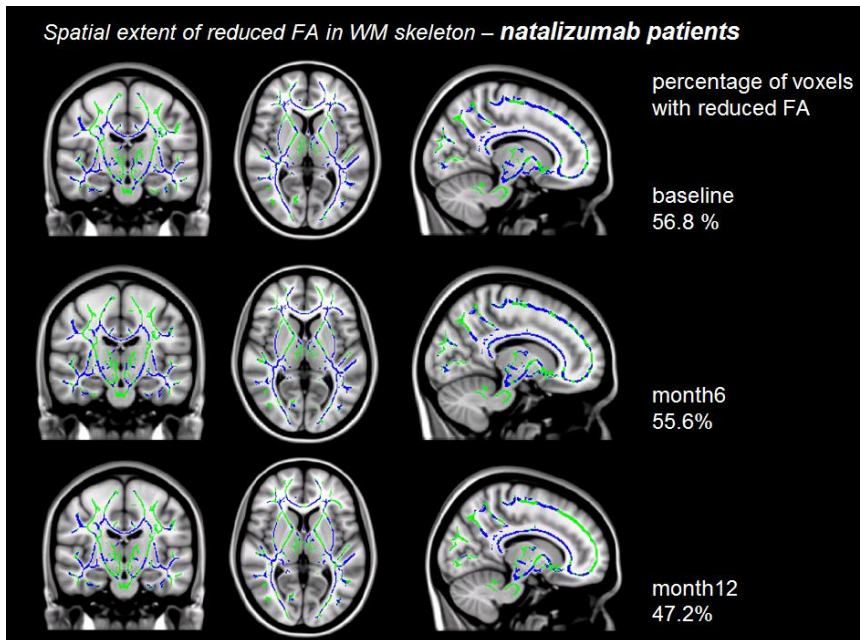 Spatial extent of reduced FA in WM skeleton – natalizumab patients
percentage of voxels
with reduced FA
baseline
56.8 %
month6
55.6%
month12
47.2%